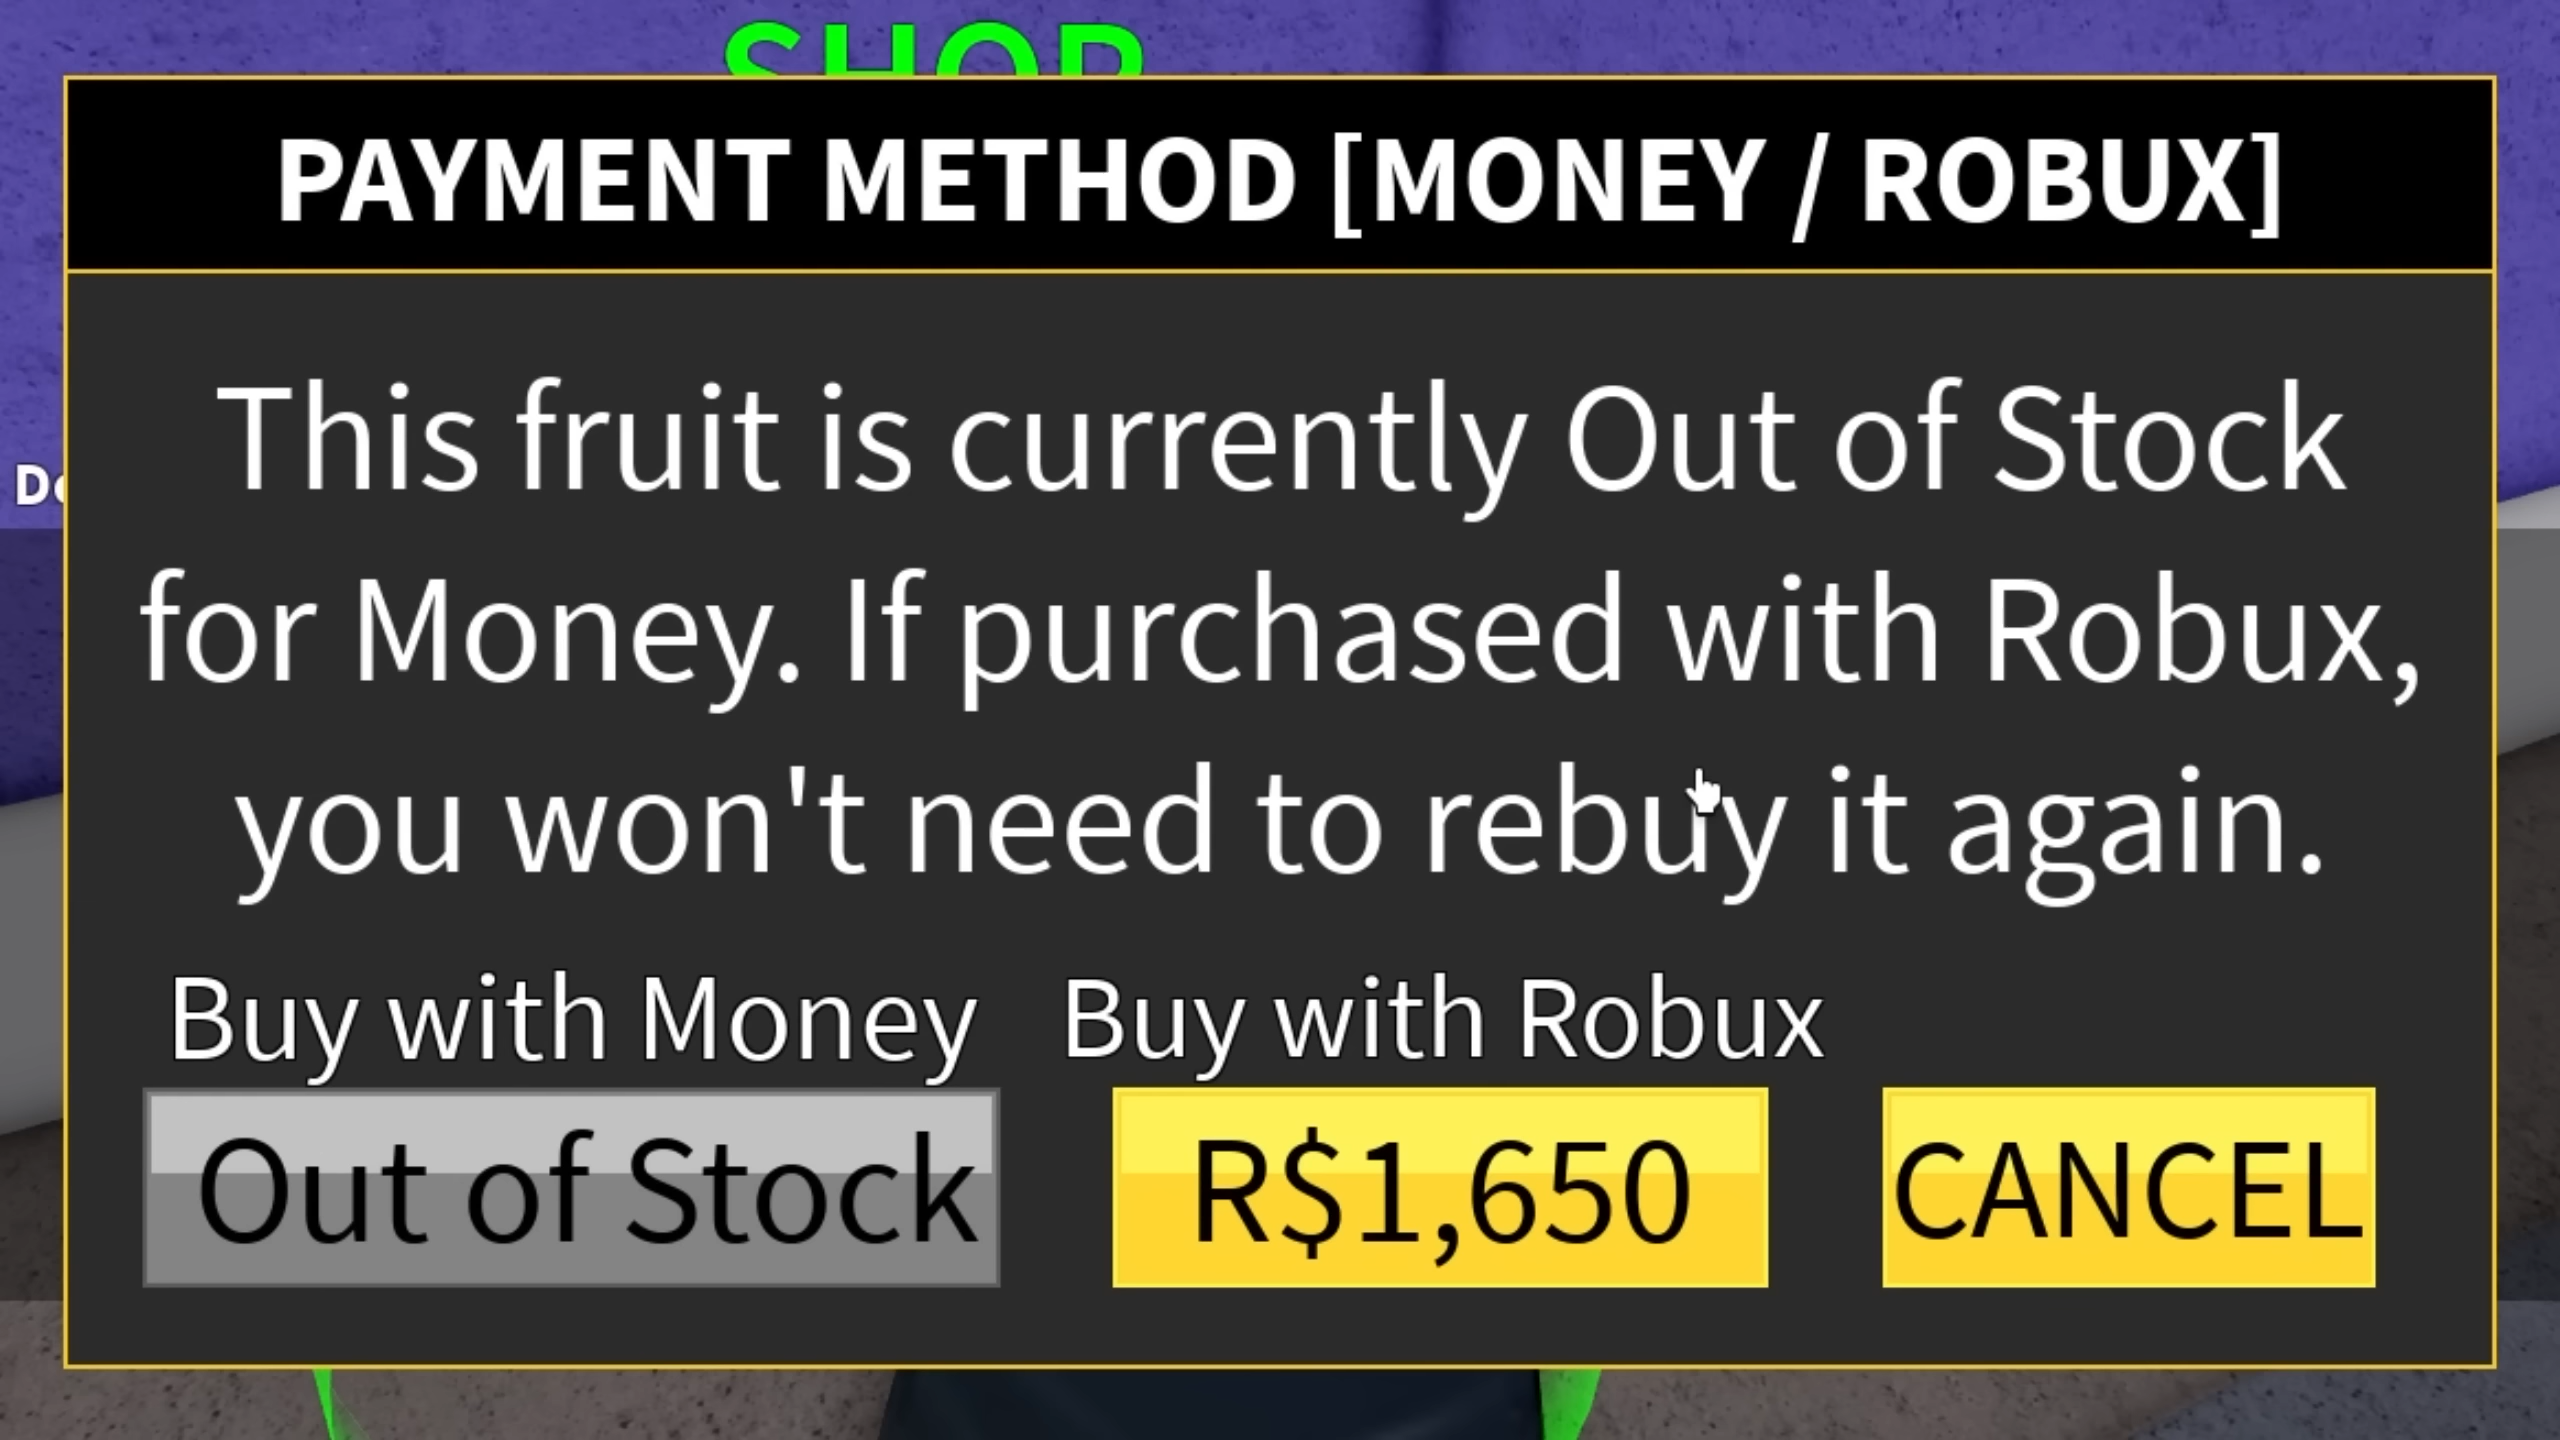 SHOP
PAYMENT METHOD [MONEY / ROBUX]
This fruit is currently Out of Stock
for Money. If purchased with Robux,
you won't need to rebuy it again.
Buy with Money Buy with Robux
Out of Stock R$1,650 CANCEL